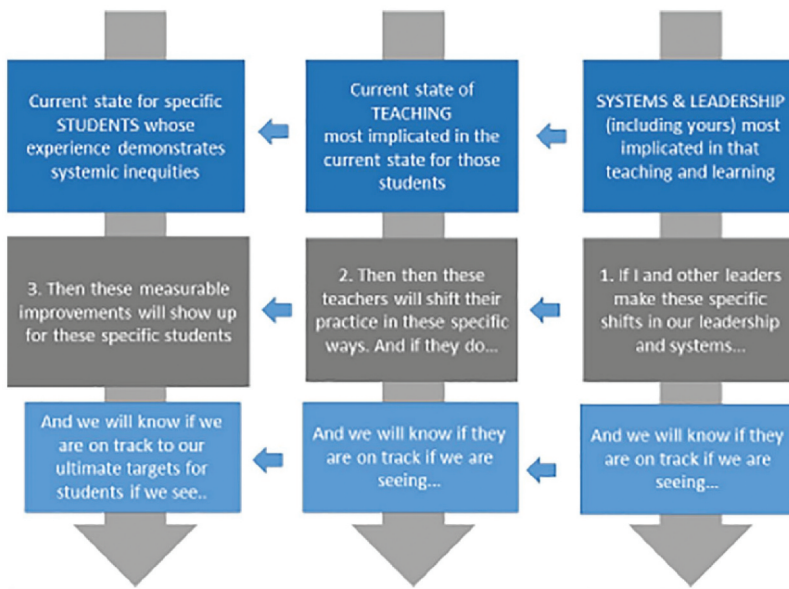 Current state for specific
STUDENTS whose
experience demonstrates
systemic inequities
Current state of
TEACHING
most implicated in the
current state for those
students
SYSTEMS & LEADERSHIP
(including yours) most
implicated in that
teaching and learning
3. Then these measurable
improvements will show up
for these specific students
2. Then then these
teachers will shift their
practice in these specific
ways. And if they do...
1. If I and other leaders
make these specific
shifts in our leadership
and systems...
And we will know if we
are on track to our
ultimate targets for
students if we see..
And we will know if they
are on track if we are
seeing...
And we will know if they
are on track if we are
seeing...